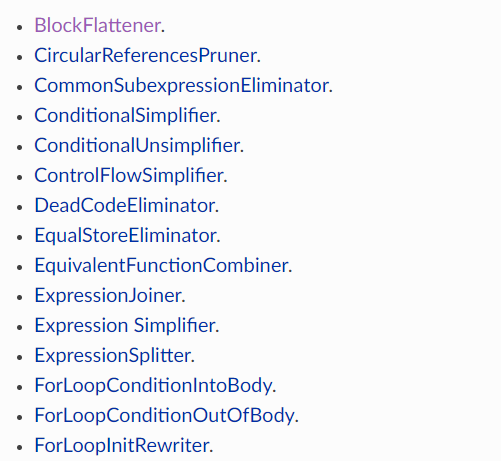 • BlockFlattener.
• CircularReferencesPruner.
• CommonSubexpressionEliminator.
• ConditionalSimplifier.
• ConditionalUnsimplifier.
• ControlFlowSimplifier.
• DeadCodeEliminator.
• EqualStoreEliminator.
• EquivalentFunctionCombiner.
• ExpressionJoiner.
• Expression Simplifier.
• ExpressionSplitter.
• ForLoopConditionIntoBody.
• ForLoopConditionOutOfBody.
• ForLoopInitRewriter.